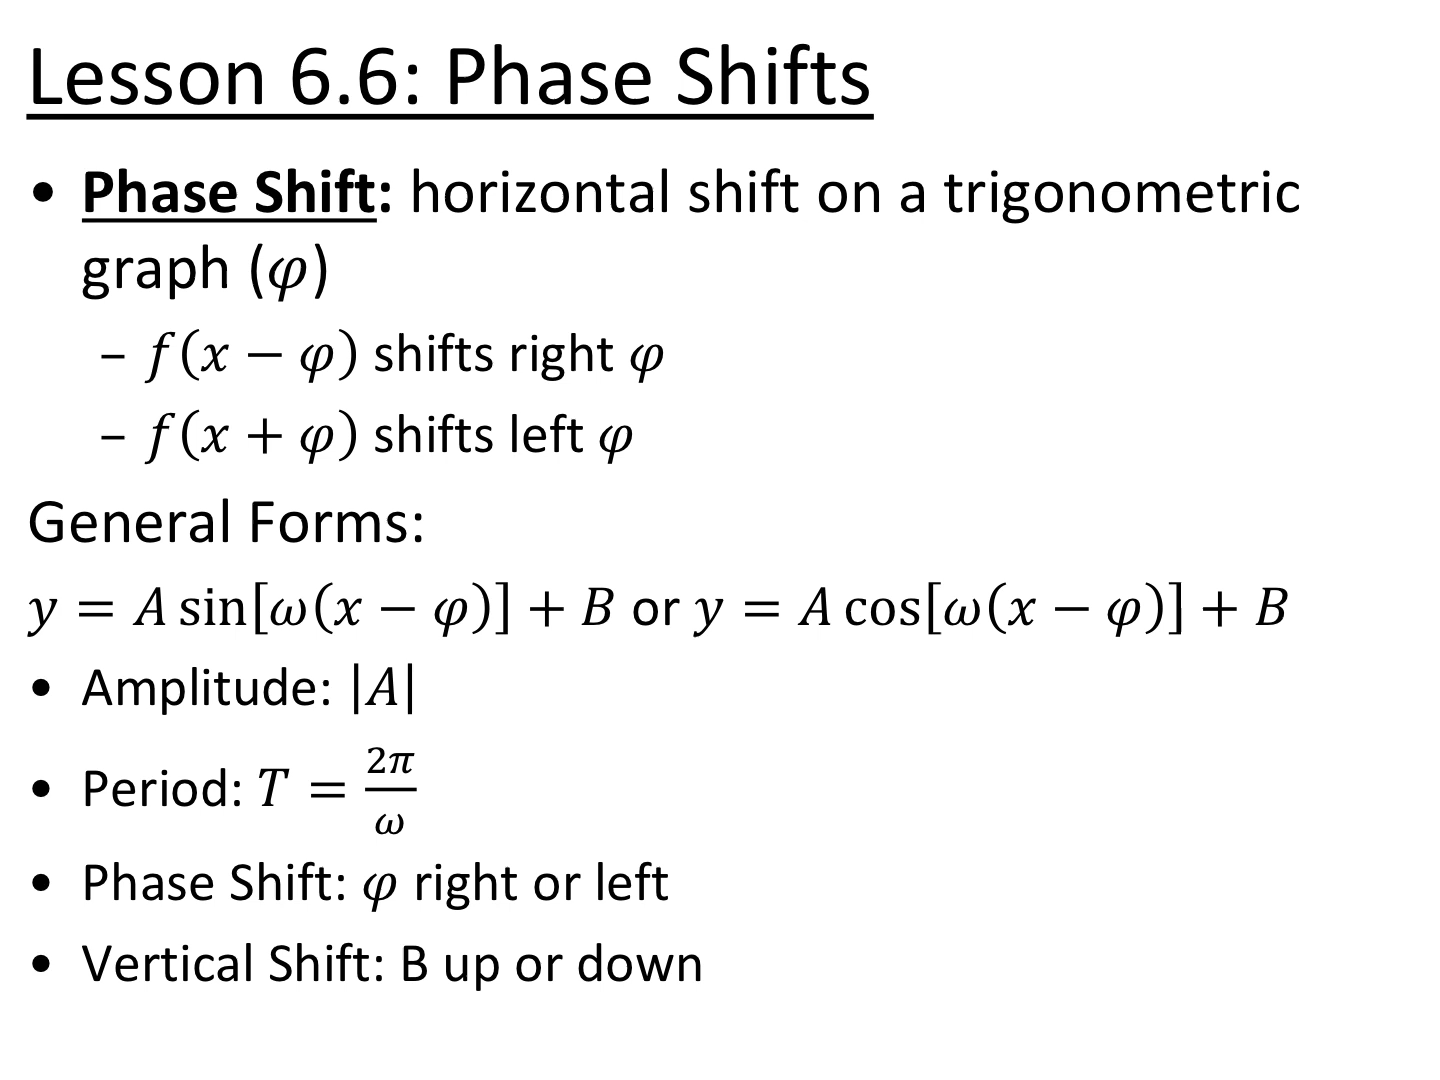 Lesson 6.6: Phase Shifts
• Phase Shift: horizontal shift on a trigonometric
graph (φ)
– f(x − φ) shifts right φ
– f(x + φ) shifts left φ
General Forms:
y = A sin[ω(x − φ)] + B or y = A cos[ω(x − φ)] + B
• Amplitude: |A|
• Period: T = 2π/ω
• Phase Shift: φ right or left
• Vertical Shift: B up or down